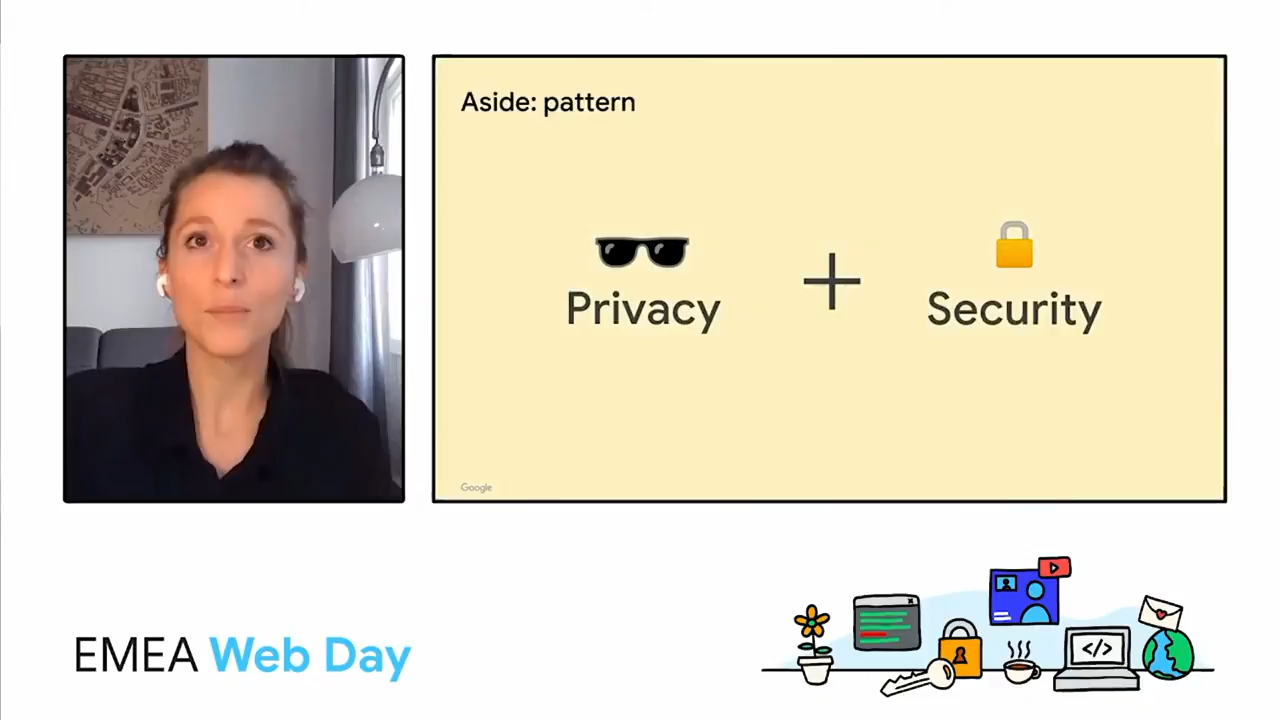 Aside: pattern
Privacy
+
Security
Google
EMEA Web Day
</>